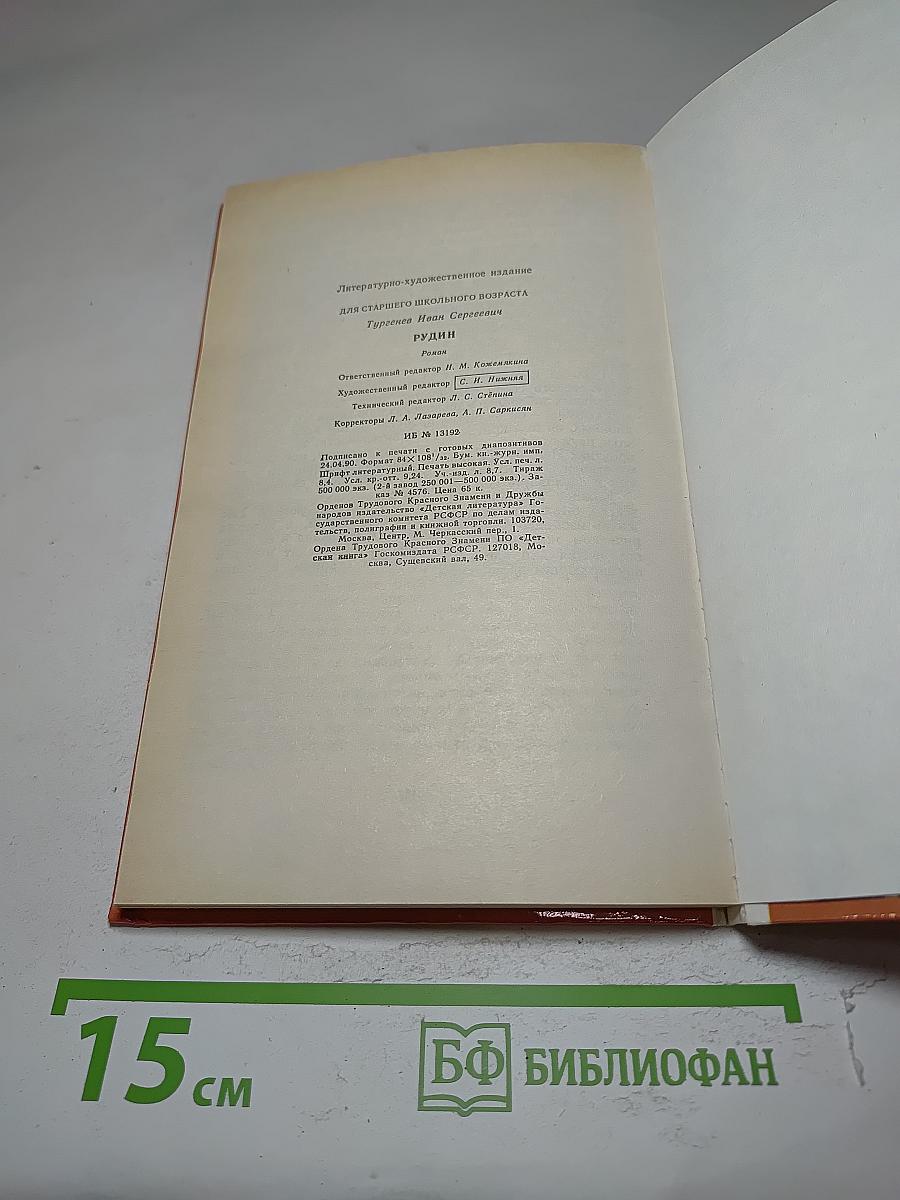 Литературно-художественное издание
ДЛЯ СТАРШЕГО ШКОЛЬНОГО ВОЗРАСТА
Тургенев Иван Сергеевич
РУДИН
Роман
Ответственный редактор Н. М. Кожемякина
Художественный редактор С. И. Нижняя
Технический редактор Л. С. Стёпина
Корректоры Л. А. Лазарева, А. П. Саркисян
ИБ № 13192
Подписано к печати с готовых диапозитивов
24.04.90. Формат 84×108¹/₃₂. Бум. кн.-журн. имп.
Шрифт литературный. Печать высокая. Усл. печ. л.
8,4. Усл. кр.-отт. 9,24. Уч.-изд. л. 8,7. Тираж
500 000 экз. (2-й завод 250 001—500 000 экз.). За-
каз № 4576. Цена 65 к.
Орденов Трудового Красного Знамени и Дружбы
народов издательство «Детская литература» Го-
сударственного комитета РСФСР по делам изда-
тельств, полиграфии и книжной торговли. 103720,
Москва, Центр, М. Черкасский пер., 1.
Ордена Трудового Красного Знамени ПО «Дет-
ская книга» Госкомиздата РСФСР. 127018, Мо-
сква, Сущевский вал, 49.
15 см
БФ БИБЛИОФАН